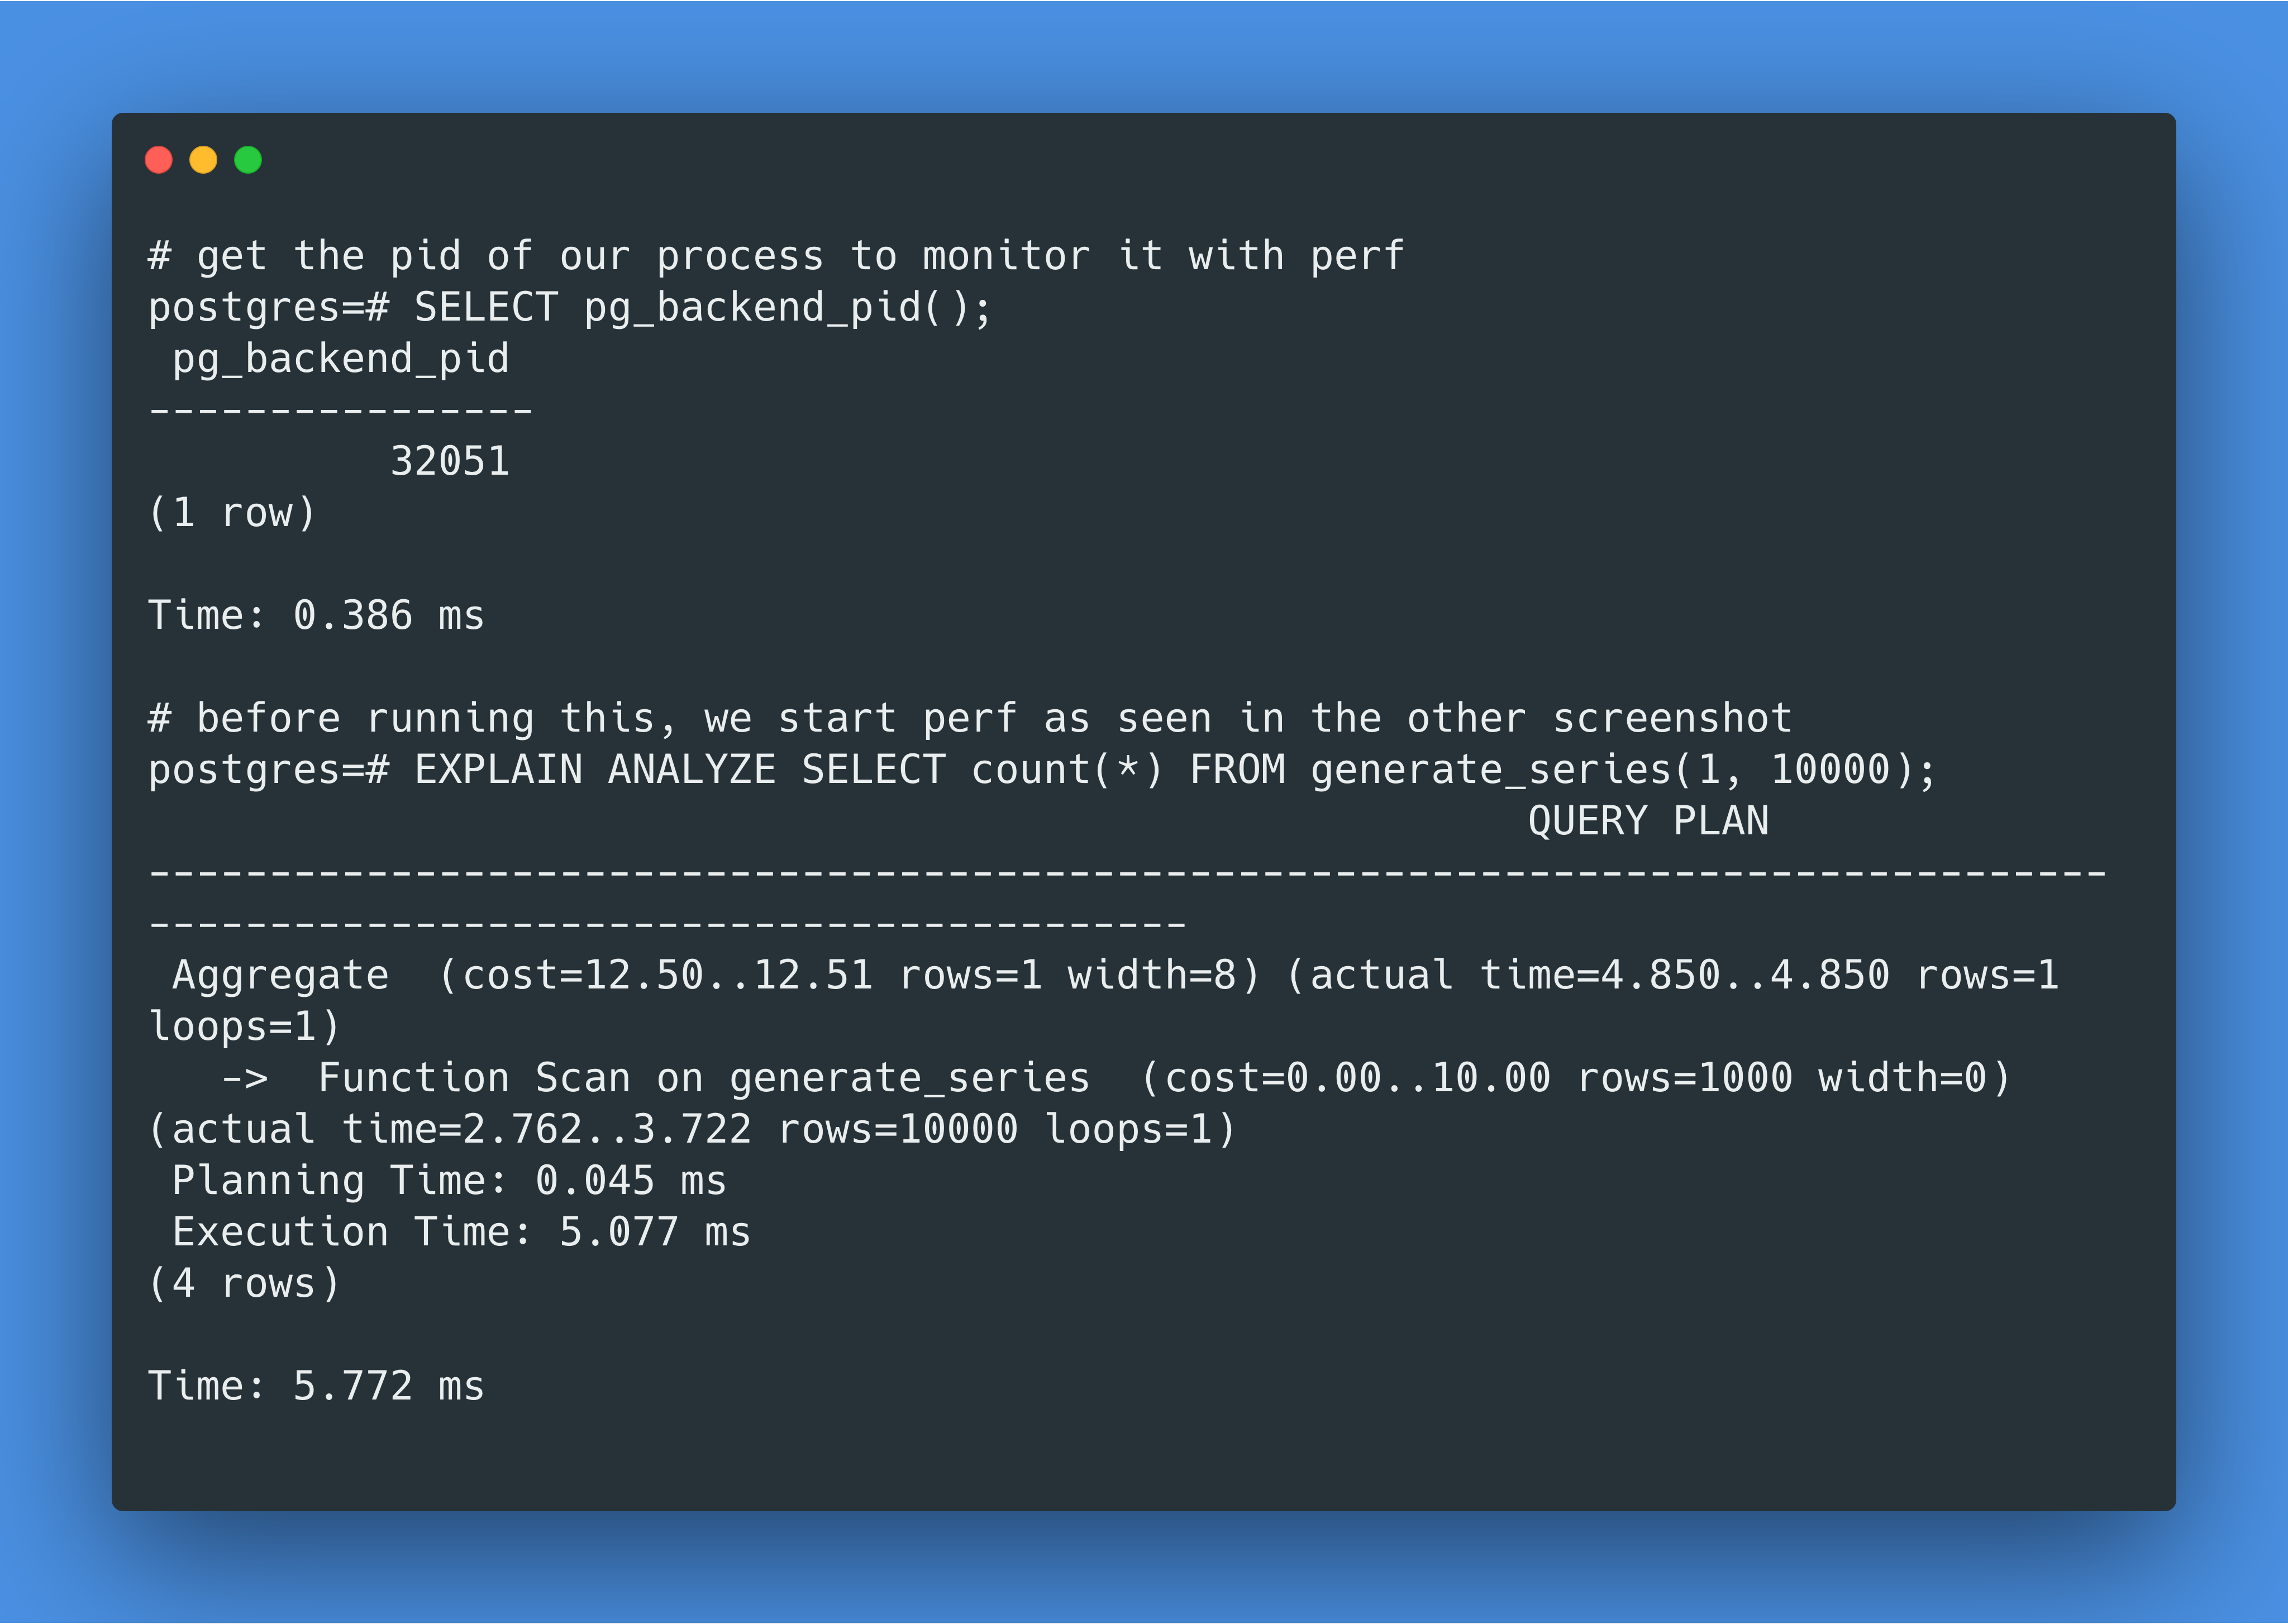 # get the pid of our process to monitor it with perf
postgres=# SELECT pg_backend_pid();
 pg_backend_pid
----------------
          32051
(1 row)

Time: 0.386 ms

# before running this, we start perf as seen in the other screenshot
postgres=# EXPLAIN ANALYZE SELECT count(*) FROM generate_series(1, 10000);
                                                         QUERY PLAN
---------------------------------------------------------------------------------
-------------------------------------------
 Aggregate  (cost=12.50..12.51 rows=1 width=8) (actual time=4.850..4.850 rows=1
loops=1)
   ->  Function Scan on generate_series  (cost=0.00..10.00 rows=1000 width=0)
(actual time=2.762..3.722 rows=10000 loops=1)
 Planning Time: 0.045 ms
 Execution Time: 5.077 ms
(4 rows)

Time: 5.772 ms